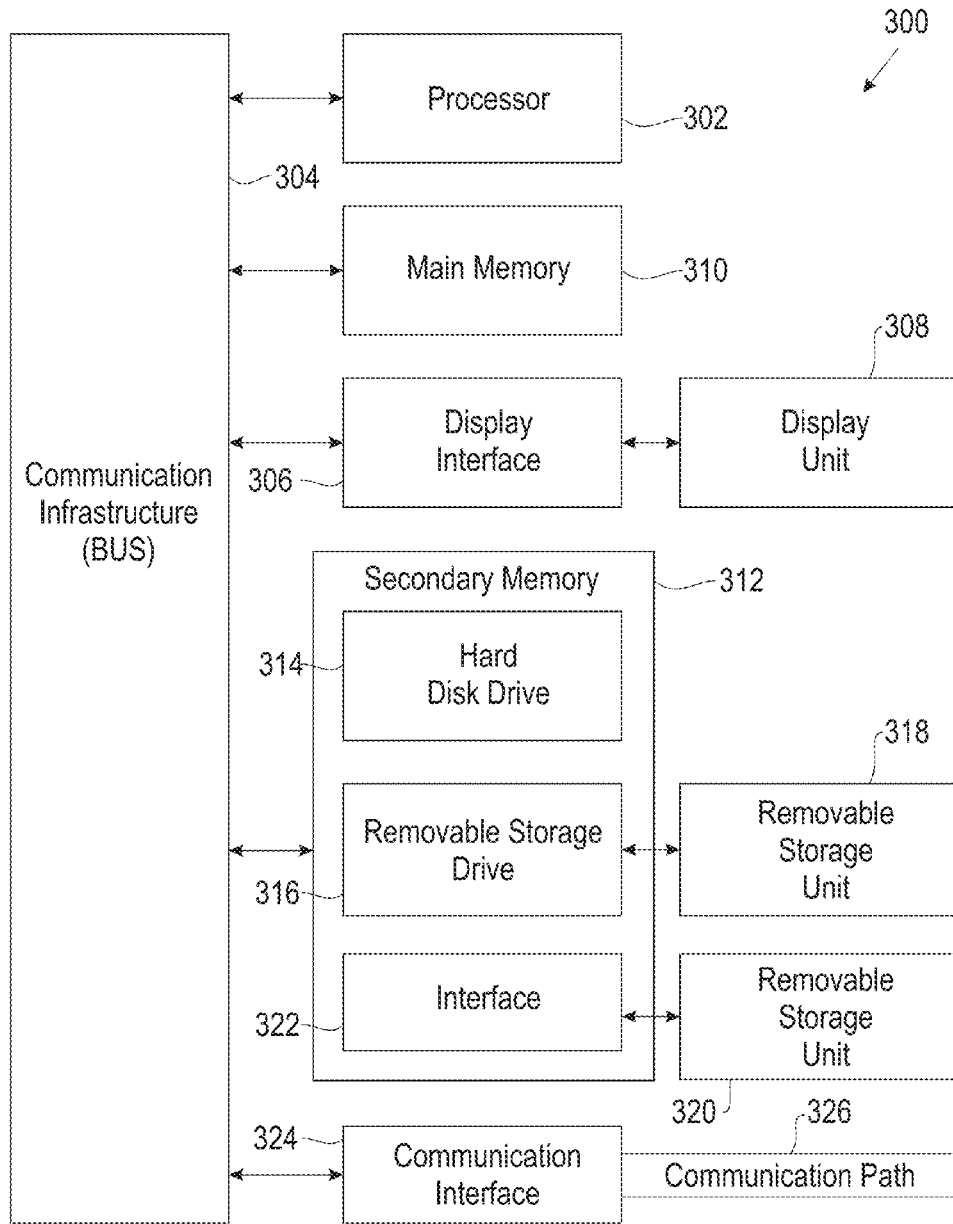 300
Processor
302
304
Main Memory
310
308
Display
Interface
Display
Unit
306
Communication
Infrastructure
(BUS)
Secondary Memory
312
314
Hard
Disk Drive
318
Removable Storage
Drive
Removable
Storage
Unit
316
Interface
Removable
Storage
Unit
322
320
326
324
Communication
Interface
Communication Path